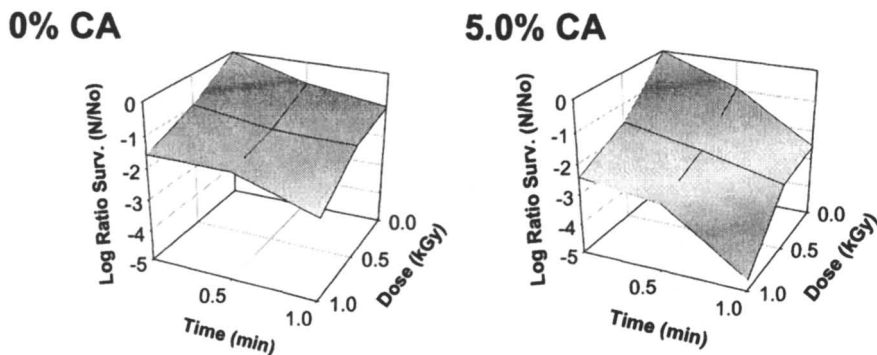 0% CA
Log Ratio Surv. (N/No)
0
-1
-2
-3
-4
-5
0.5
1.0
Time (min)
0.0
0.5
1.0
Dose (kGy)
5.0% CA
Log Ratio Surv. (N/No)
0
-1
-2
-3
-4
-5
0.5
1.0
Time (min)
0.0
0.5
1.0
Dose (kGy)